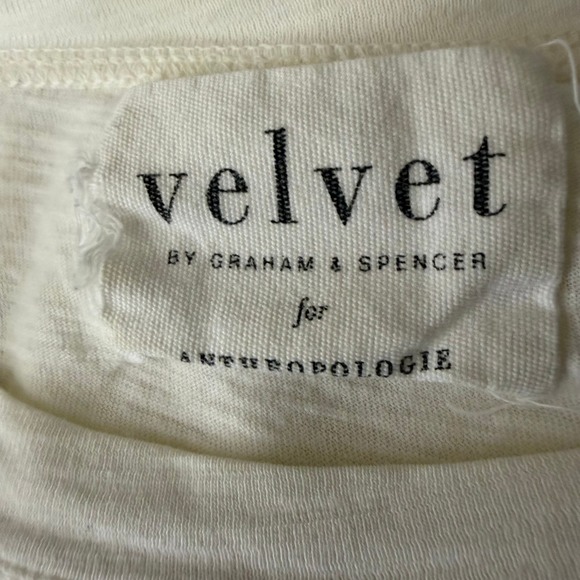 velvet
BY GRAHAM & SPENCER
for
ANTHROPOLOGIE